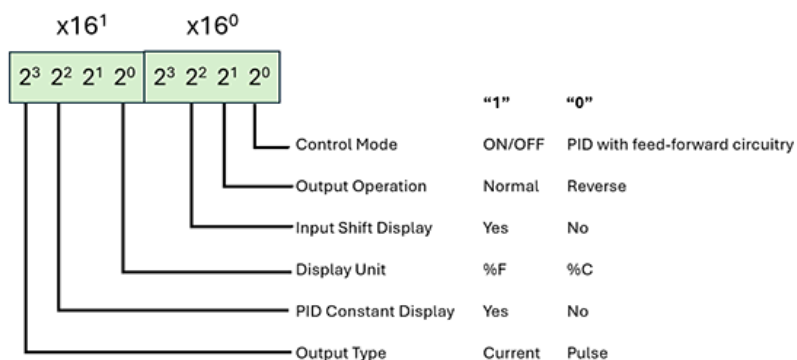 x16¹ x16⁰
2³ 2² 2¹ 2⁰ 2³ 2² 2¹ 2⁰
“1” “0”
Control Mode ON/OFF PID with feed-forward circuitry
Output Operation Normal Reverse
Input Shift Display Yes No
Display Unit %F %C
PID Constant Display Yes No
Output Type Current Pulse